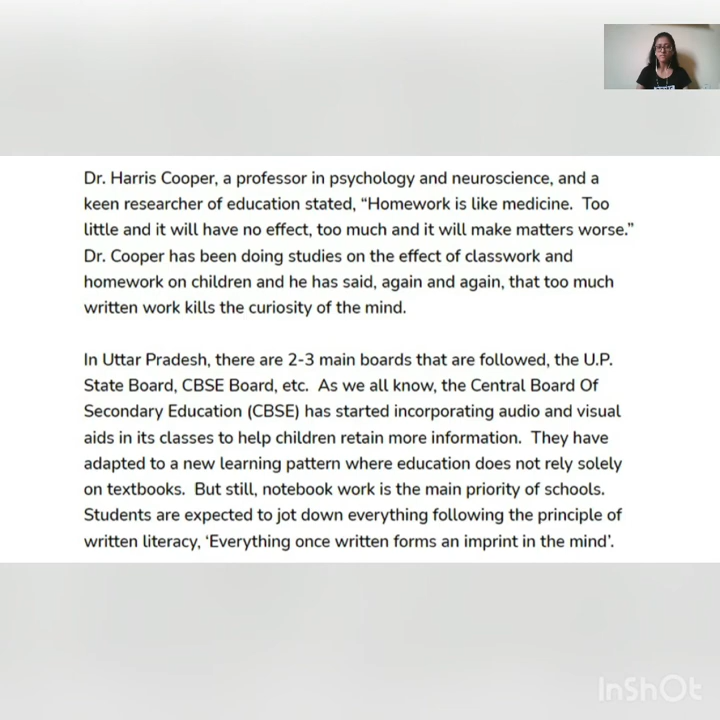 Dr. Harris Cooper, a professor in psychology and neuroscience, and a
keen researcher of education stated, “Homework is like medicine.  Too
little and it will have no effect, too much and it will make matters worse.”
Dr. Cooper has been doing studies on the effect of classwork and
homework on children and he has said, again and again, that too much
written work kills the curiosity of the mind.

In Uttar Pradesh, there are 2-3 main boards that are followed, the U.P.
State Board, CBSE Board, etc.  As we all know, the Central Board Of
Secondary Education (CBSE) has started incorporating audio and visual
aids in its classes to help children retain more information.  They have
adapted to a new learning pattern where education does not rely solely
on textbooks.  But still, notebook work is the main priority of schools.
Students are expected to jot down everything following the principle of
written literacy, ‘Everything once written forms an imprint in the mind’.
InShOt